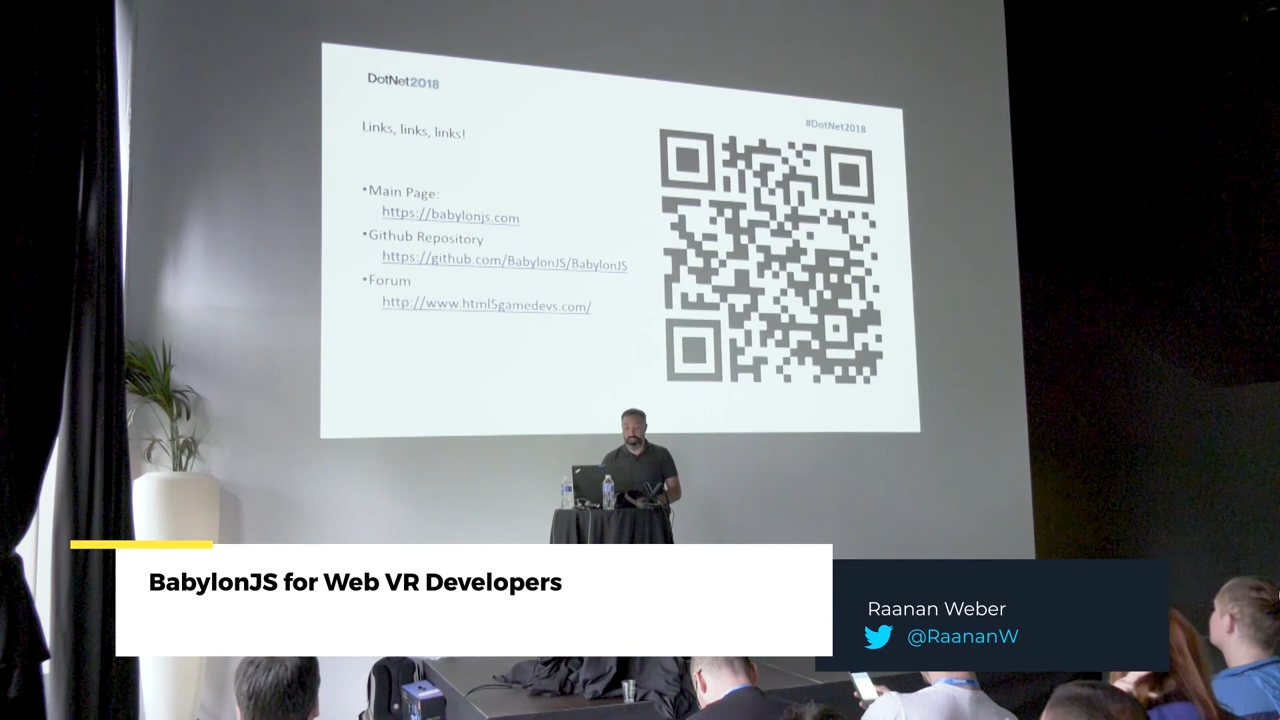 DotNet2018
#DotNet2018
Links, links, links!
•Main Page:
https://babylonjs.com
•Github Repository
https://github.com/BabylonJS/BabylonJS
•Forum
http://www.html5gamedevs.com/
BabylonJS for Web VR Developers
Raanan Weber
@RaananW